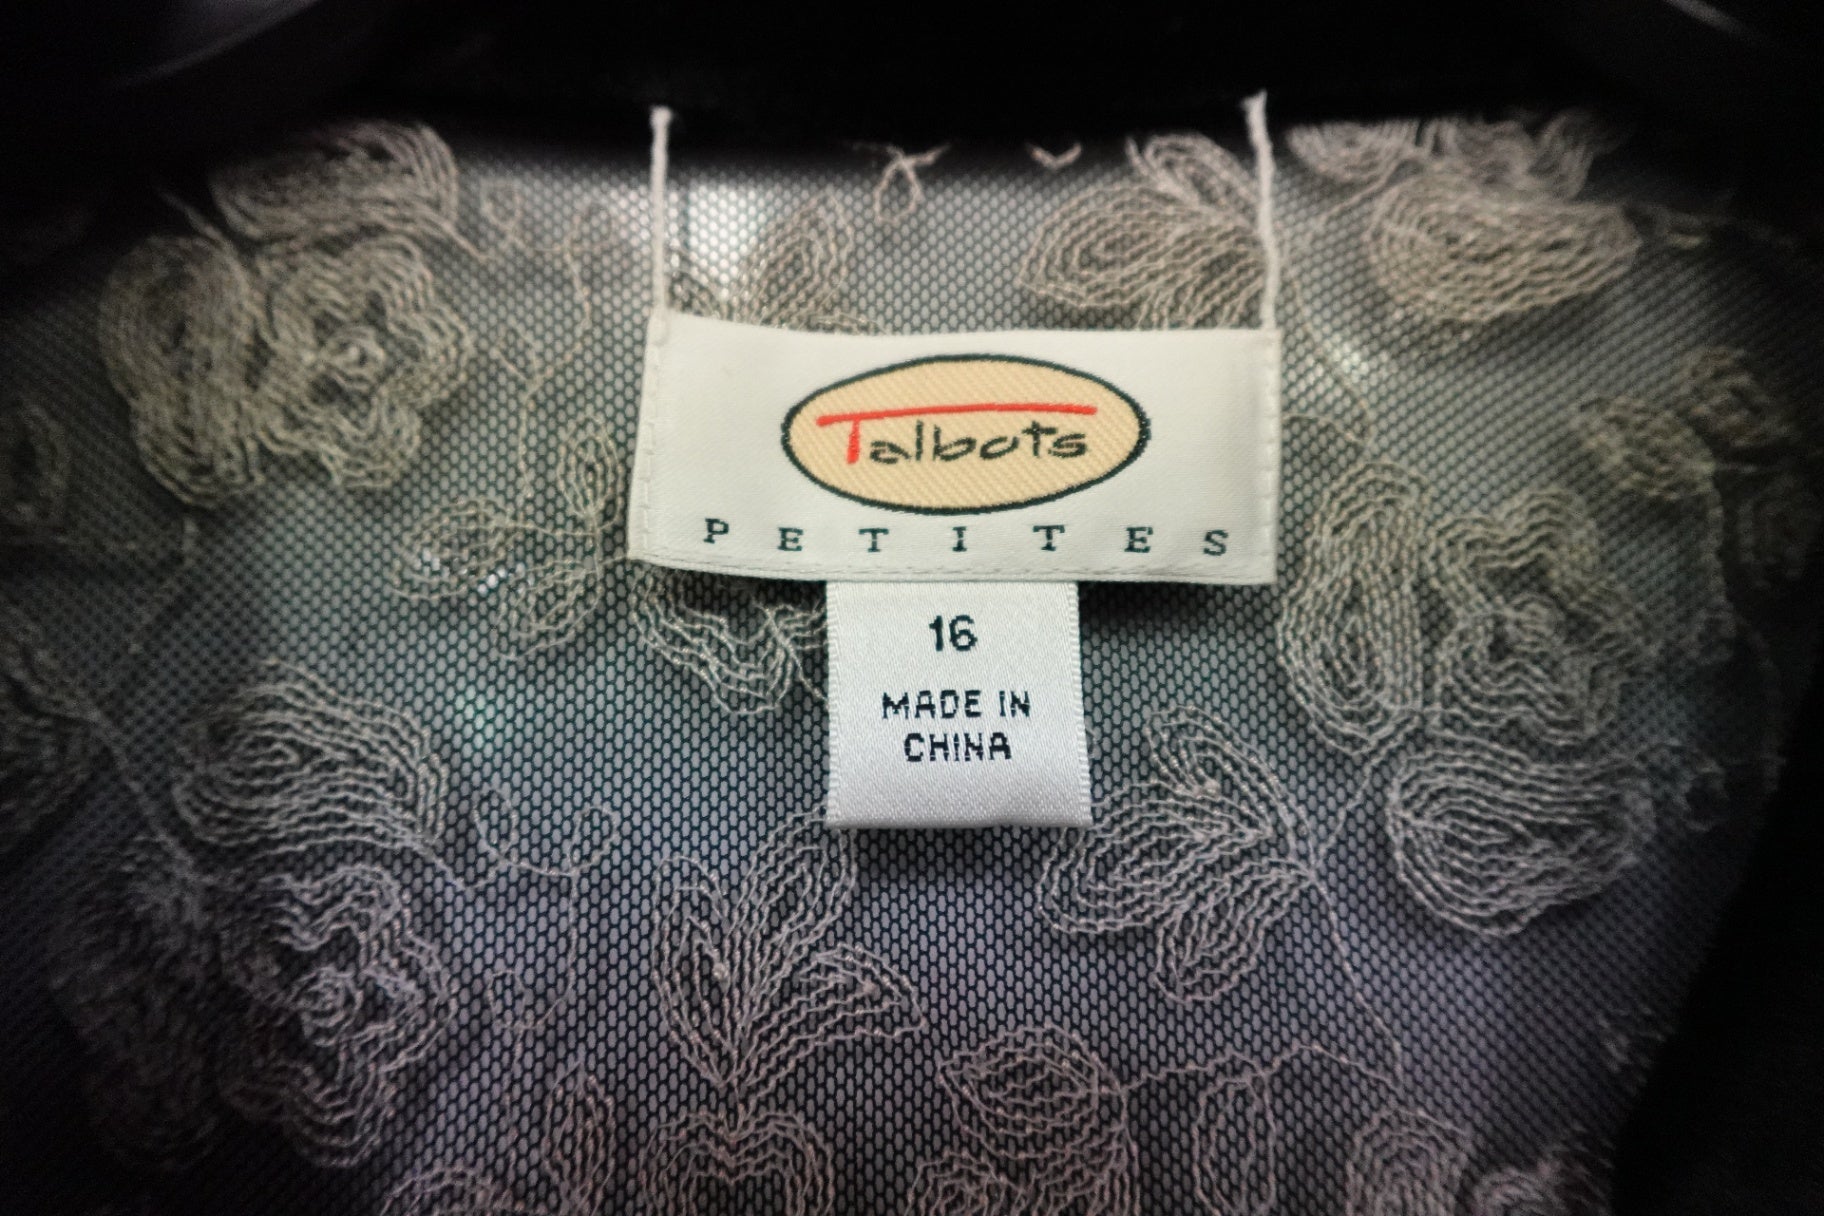 Talbots
PETITES
16
MADE IN
CHINA